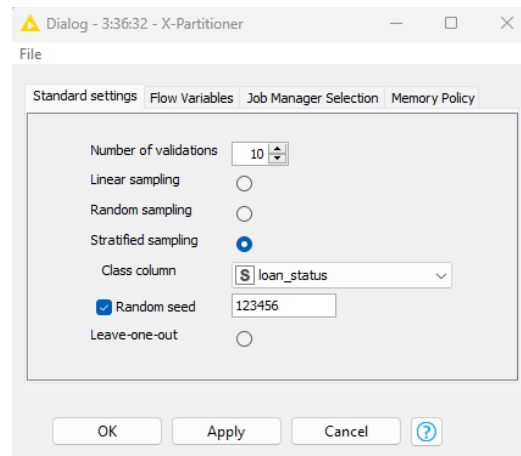 Dialog - 3:36:32 - X-Partitioner
File
Standard settings Flow Variables Job Manager Selection Memory Policy
Number of validations 10
Linear sampling
Random sampling
Stratified sampling
Class column S loan_status
Random seed 123456
Leave-one-out
OK Apply Cancel ?